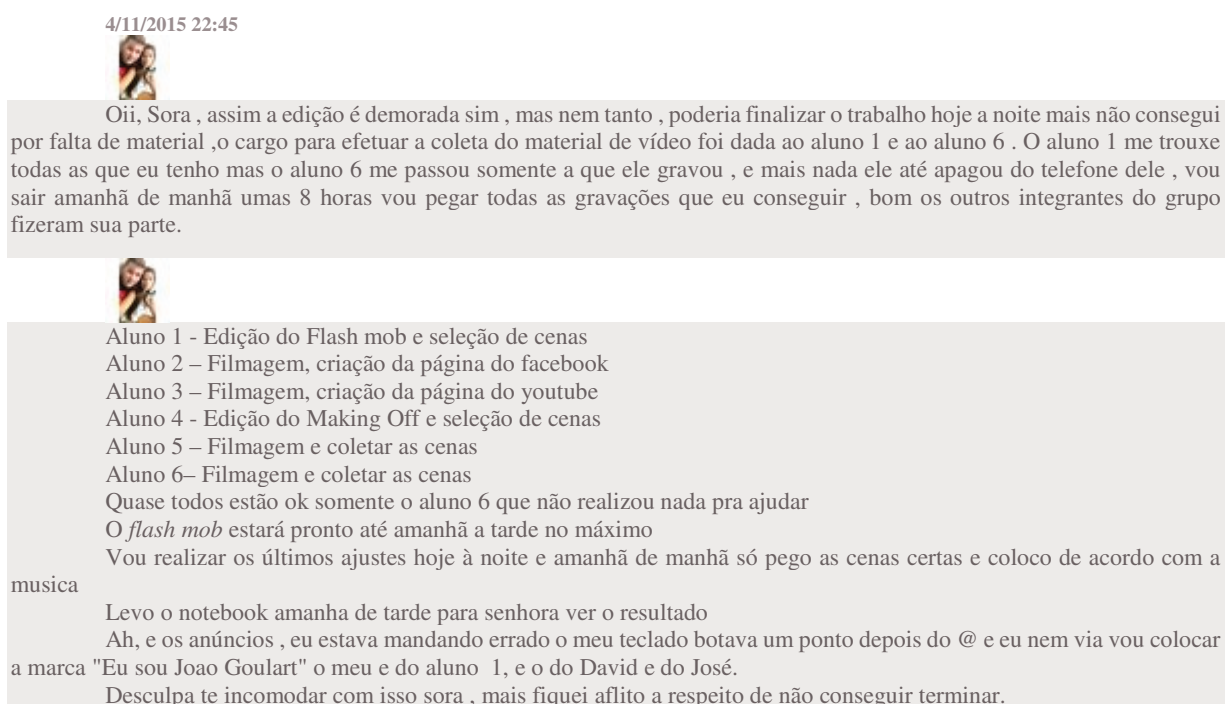 4/11/2015 22:45
Oii, Sora , assim a edição é demorada sim , mas nem tanto , poderia finalizar o trabalho hoje a noite mais não consegui
por falta de material ,o cargo para efetuar a coleta do material de vídeo foi dada ao aluno 1 e ao aluno 6 . O aluno 1 me trouxe
todas as que eu tenho mas o aluno 6 me passou somente a que ele gravou , e mais nada ele até apagou do telefone dele , vou
sair amanhã de manhã umas 8 horas vou pegar todas as gravações que eu conseguir , bom os outros integrantes do grupo
fizeram sua parte.
Aluno 1 - Edição do Flash mob e seleção de cenas
Aluno 2 – Filmagem, criação da página do facebook
Aluno 3 – Filmagem, criação da página do youtube
Aluno 4 - Edição do Making Off e seleção de cenas
Aluno 5 – Filmagem e coletar as cenas
Aluno 6– Filmagem e coletar as cenas
Quase todos estão ok somente o aluno 6 que não realizou nada pra ajudar
O flash mob estará pronto até amanhã a tarde no máximo
Vou realizar os últimos ajustes hoje à noite e amanhã de manhã só pego as cenas certas e coloco de acordo com a
musica
Levo o notebook amanha de tarde para senhora ver o resultado
Ah, e os anúncios , eu estava mandando errado o meu teclado botava um ponto depois do @ e eu nem via vou colocar
a marca "Eu sou Joao Goulart" o meu e do aluno 1, e o do David e do José.
Desculpa te incomodar com isso sora , mais fiquei aflito a respeito de não conseguir terminar.